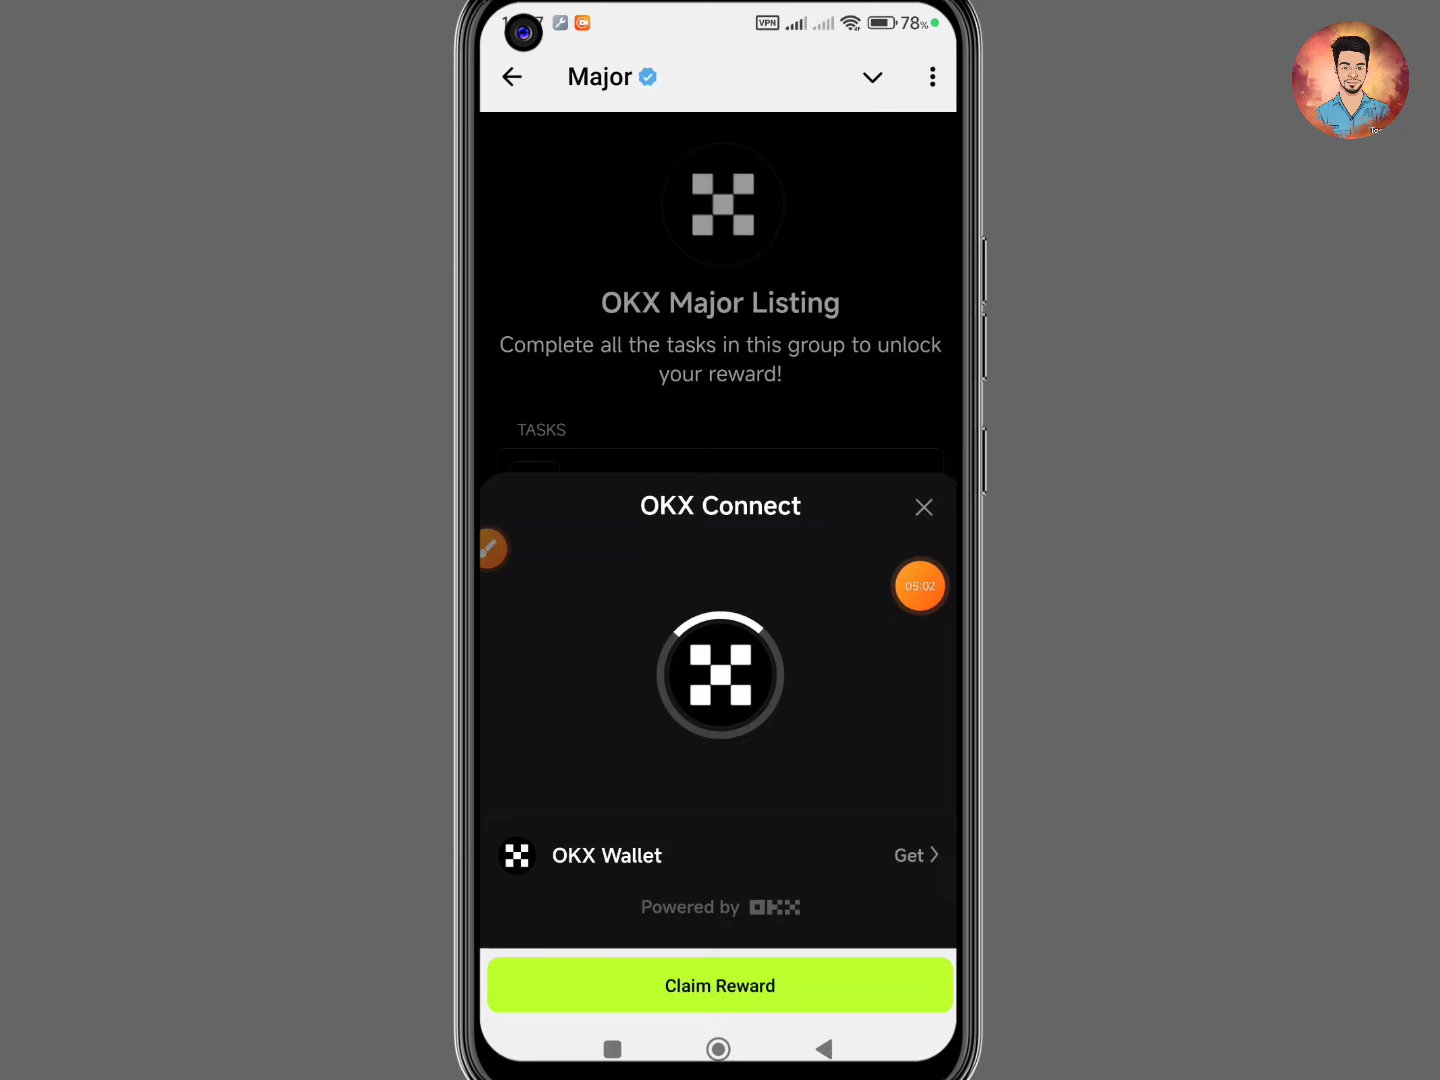 VPN 78%
Major
OKX Major Listing
Complete all the tasks in this group to unlock
your reward!
TASKS
OKX Connect
05:02
OKX Wallet Get
Powered by OKX
Claim Reward